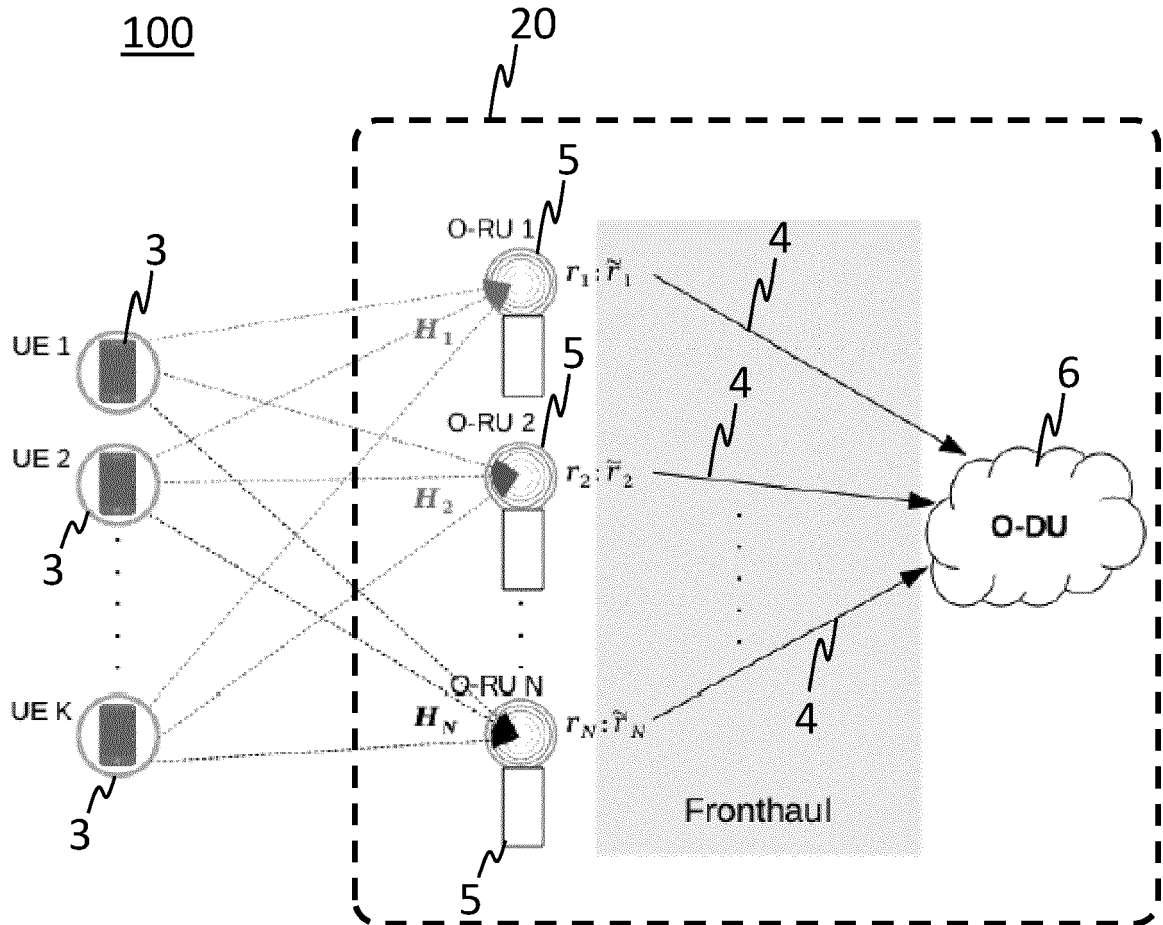 100
20
5
O-RU 1
3
4
r₁:r̃₁
H₁
UE 1
5
4
6
O-RU 2
UE 2
r₂:r̃₂
H₂
O-DU
3
O-RU N
4
UE K
H_N
r_N:r̃_N
3
Fronthaul
5